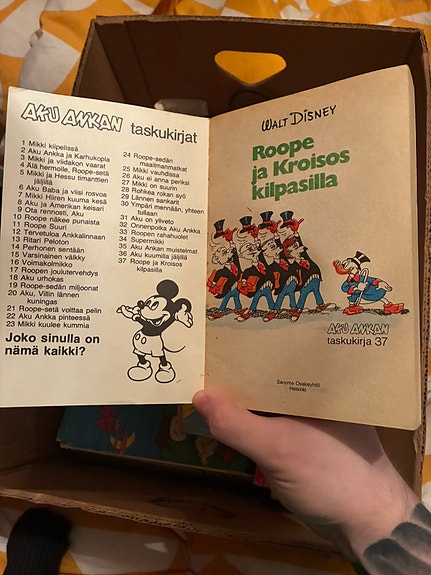 AKU ANKAN taskukirjat
1 Mikki kiipelissä
2 Aku Ankka ja Karhukopla
3 Mikki ja viidakon vaarat
4 Älä hermoile, Roope-setä
5 Mikki ja Hessu timanttien
jäljillä
6 Aku Baba ja viisi rosvoa
7 Mikki Hiiren kuuma kesä
8 Aku ja Amerikan keisari
9 Ota rennosti, Aku
10 Roope näkee punaista
11 Roope Suuri
12 Tervetuloa Ankkalinnaan
13 Ritari Peloton
14 Perhonen sentään
15 Varsinainen välkky
16 Voimakolmikko
17 Roopen joulutervehdys
18 Aku urhokas
19 Roope-sedän miljoonat
20 Aku, Villin lännen
kuningas
21 Roope-setä voittaa pelin
22 Aku Ankka pinteessä
23 Mikki kuulee kummia
24 Roope-sedän
maailmanmatkat
25 Mikki vauhdissa
26 Aku ei anna periksi
27 Mikki on suurin
28 Rohkea rokan syö
29 Lännen sankarit
30 Ympäri mennään, yhteen
tullaan
31 Aku on yliveto
32 Onnenpoika Aku Ankka
33 Roopen rahahuolet
34 Supermikki
35 Aku Ankan muistelmat
36 Aku kuumilla jäljillä
37 Roope ja Kroisos
kilpasilla
Joko sinulla on
nämä kaikki?
WALT DISNEY
Roope
ja Kroisos
kilpasilla
AKU ANKAN
taskukirja 37
Sanoma Osakeyhtiö
Helsinki